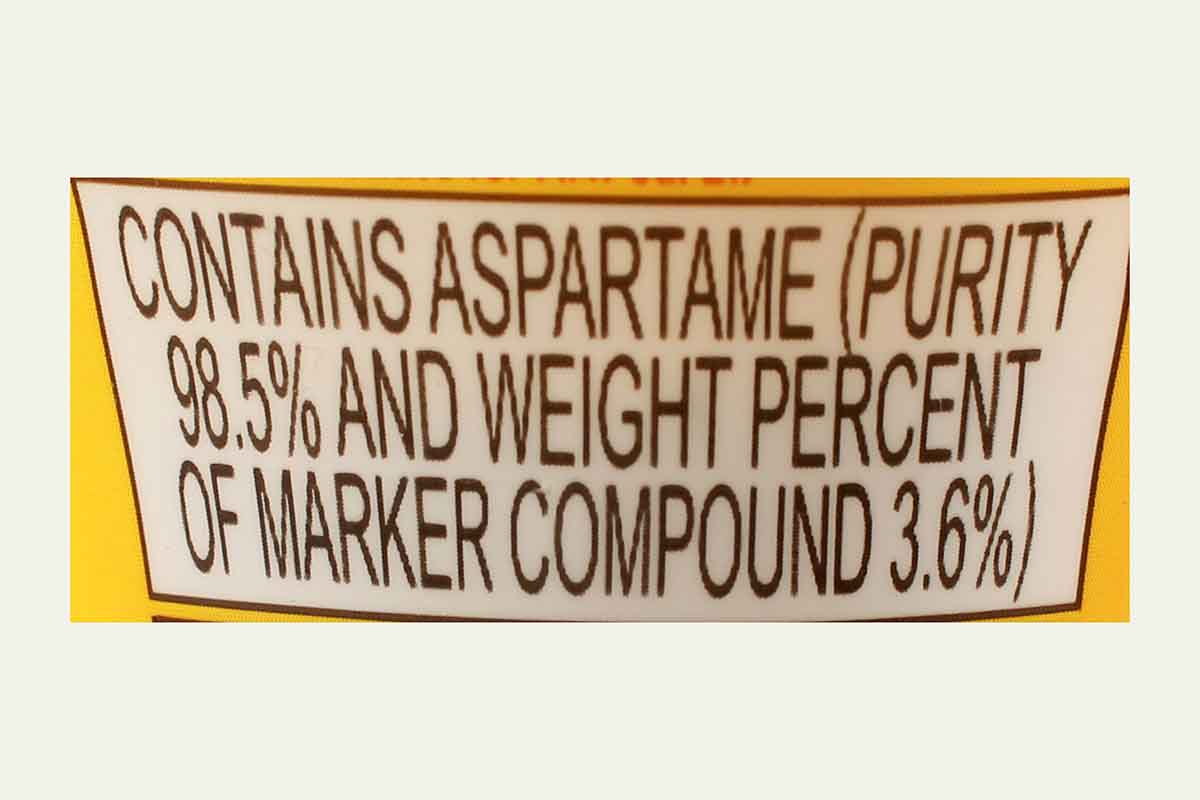 CONTAINS ASPARTAME (PURITY
98.5% AND WEIGHT PERCENT
OF MARKER COMPOUND 3.6%)